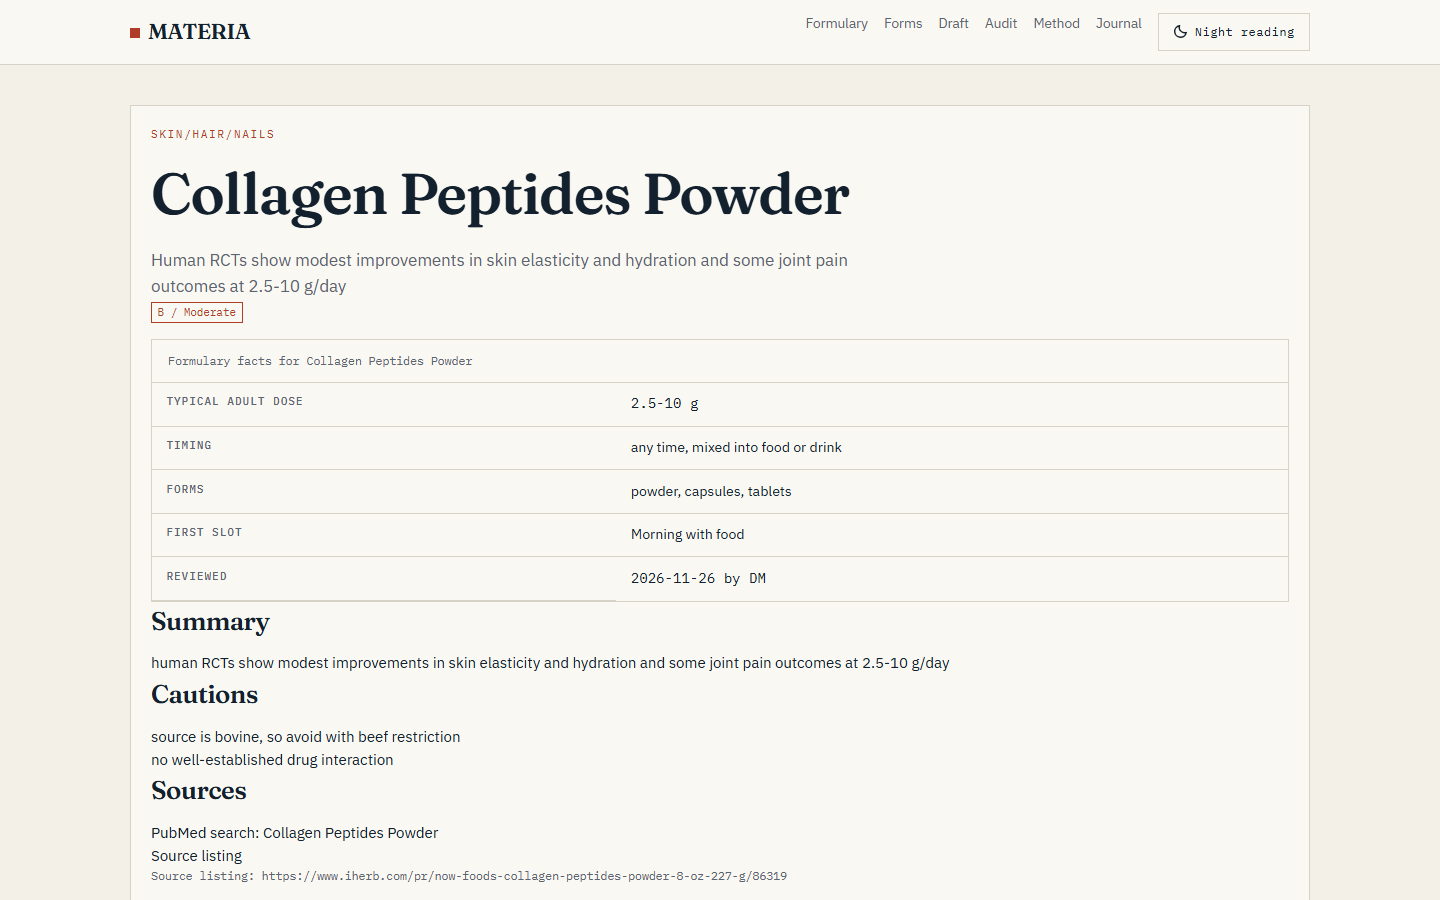 MATERIA
Formulary Forms Draft Audit Method Journal Night reading
SKIN/HAIR/NAILS
Collagen Peptides Powder
Human RCTs show modest improvements in skin elasticity and hydration and some joint pain
outcomes at 2.5-10 g/day
B / Moderate
Formulary facts for Collagen Peptides Powder
TYPICAL ADULT DOSE 2.5-10 g
TIMING any time, mixed into food or drink
FORMS powder, capsules, tablets
FIRST SLOT Morning with food
REVIEWED 2026-11-26 by DM
Summary
human RCTs show modest improvements in skin elasticity and hydration and some joint pain outcomes at 2.5-10 g/day
Cautions
source is bovine, so avoid with beef restriction
no well-established drug interaction
Sources
PubMed search: Collagen Peptides Powder
Source listing
Source listing: https://www.iherb.com/pr/now-foods-collagen-peptides-powder-8-oz-227-g/86319